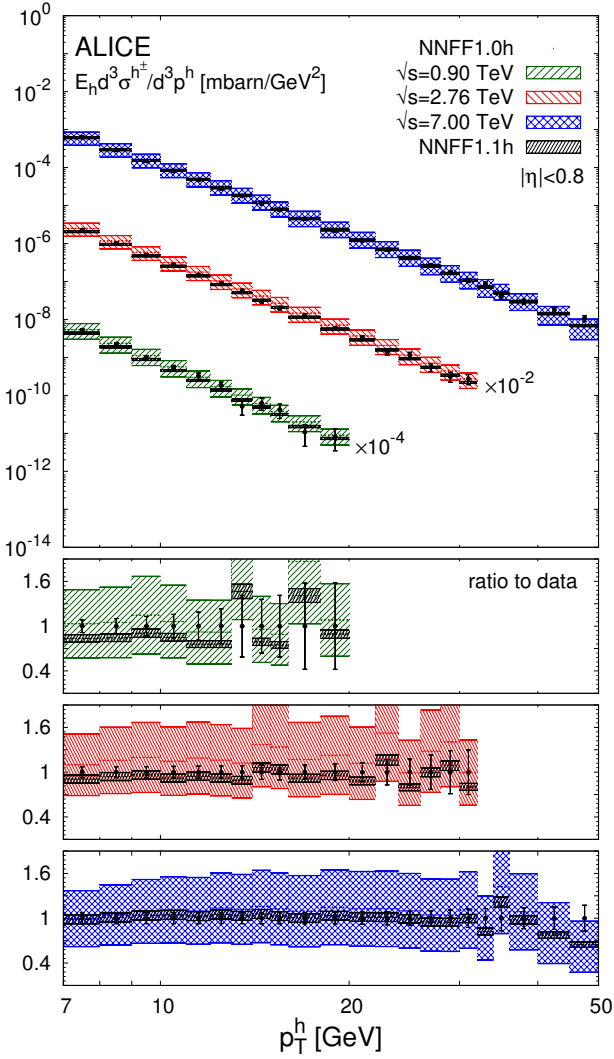 ALICE
E_h d^3σ^{h^±}/d^3p^h [mbarn/GeV^2]
NNFF1.0h
√s=0.90 TeV
√s=2.76 TeV
√s=7.00 TeV
NNFF1.1h
|η|<0.8
10^0
10^{-2}
10^{-4}
10^{-6}
10^{-8}
10^{-10}
10^{-12}
10^{-14}
×10^{-2}
×10^{-4}
ratio to data
1.6
1
0.4
1.6
1
0.4
1.6
1
0.4
7 10 20 50
p_T^h [GeV]